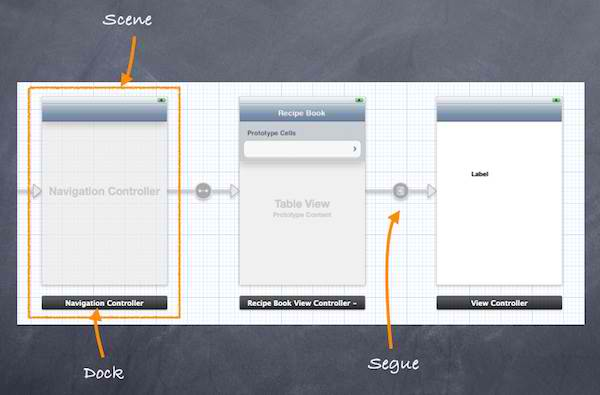 Scene
Recipe Book
Prototype Cells
Navigation Controller
Table View
Prototype Content
Label
Navigation Controller
Recipe Book View Controller –
View Controller
Dock
Segue